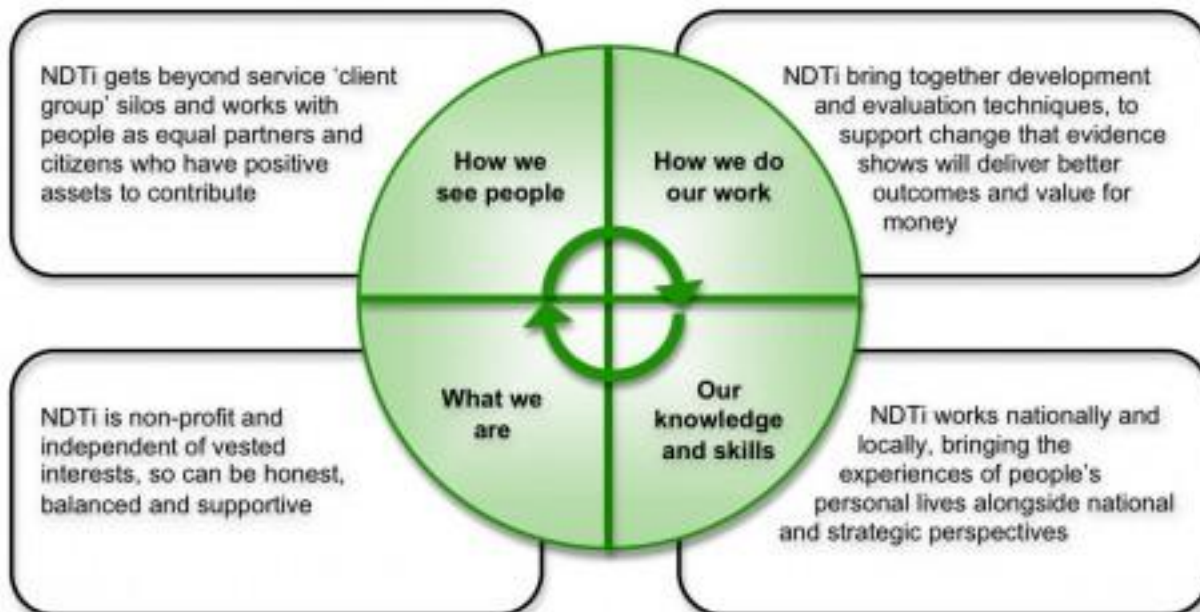 NDTi gets beyond service 'client
group' silos and works with
people as equal partners and
citizens who have positive
assets to contribute
How we
see people
How we do
our work
NDTi bring together development
and evaluation techniques, to
support change that evidence
shows will deliver better
outcomes and value for
money
NDTi is non-profit and
independent of vested
interests, so can be honest,
balanced and supportive
What we
are
Our
knowledge
and skills
NDTi works nationally and
locally, bringing the
experiences of people's
personal lives alongside national
and strategic perspectives